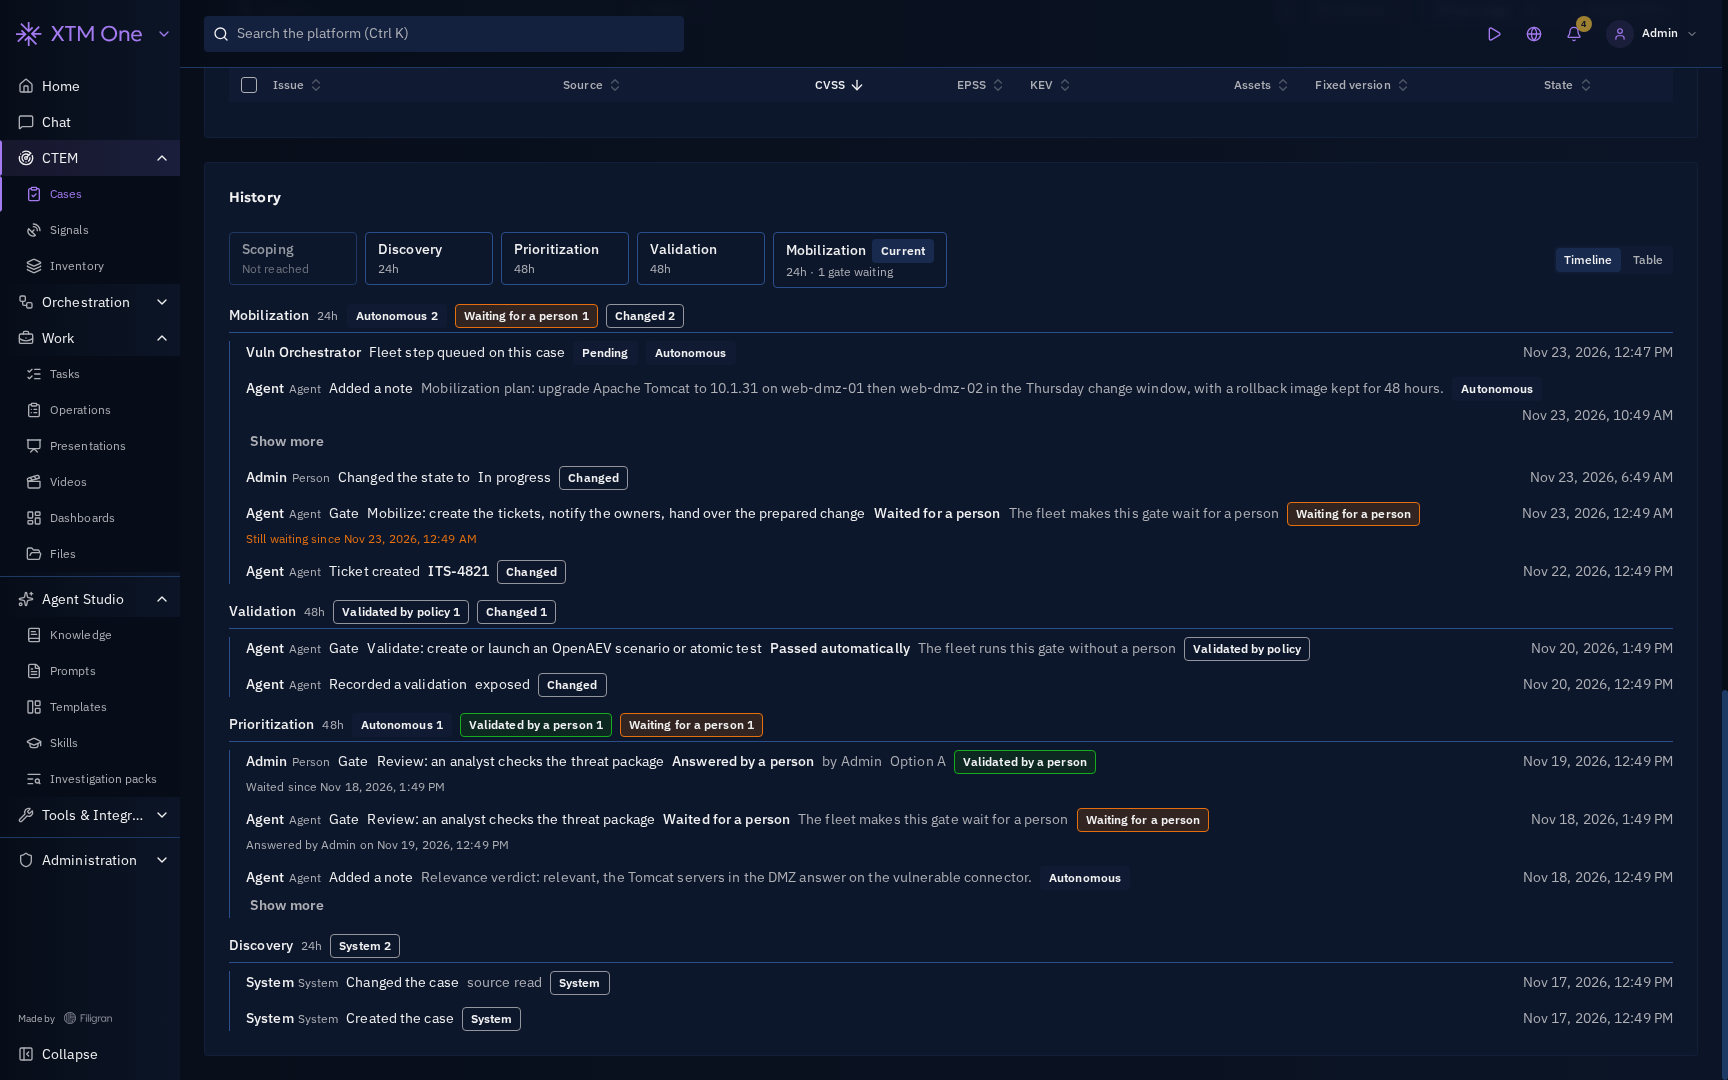 XTM One
Search the platform (Ctrl K)
4
Admin
Home
Chat
CTEM
Cases
Signals
Inventory
Orchestration
Work
Tasks
Operations
Presentations
Videos
Dashboards
Files
Agent Studio
Knowledge
Prompts
Templates
Skills
Investigation packs
Tools & Integr...
Administration
Made by Filigran
Collapse
Issue Source CVSS EPSS KEV Assets Fixed version State
History
Scoping
Not reached
Discovery
24h
Prioritization
48h
Validation
48h
Mobilization Current
24h · 1 gate waiting
Timeline Table
Mobilization 24h Autonomous 2 Waiting for a person 1 Changed 2
Vuln Orchestrator Fleet step queued on this case Pending Autonomous Nov 23, 2026, 12:47 PM
Agent Agent Added a note Mobilization plan: upgrade Apache Tomcat to 10.1.31 on web-dmz-01 then web-dmz-02 in the Thursday change window, with a rollback image kept for 48 hours. Autonomous
Nov 23, 2026, 10:49 AM
Show more
Admin Person Changed the state to In progress Changed Nov 23, 2026, 6:49 AM
Agent Agent Gate Mobilize: create the tickets, notify the owners, hand over the prepared change Waited for a person The fleet makes this gate wait for a person Waiting for a person Nov 23, 2026, 12:49 AM
Still waiting since Nov 23, 2026, 12:49 AM
Agent Agent Ticket created ITS-4821 Changed Nov 22, 2026, 12:49 PM
Validation 48h Validated by policy 1 Changed 1
Agent Agent Gate Validate: create or launch an OpenAEV scenario or atomic test Passed automatically The fleet runs this gate without a person Validated by policy Nov 20, 2026, 1:49 PM
Agent Agent Recorded a validation exposed Changed Nov 20, 2026, 12:49 PM
Prioritization 48h Autonomous 1 Validated by a person 1 Waiting for a person 1
Admin Person Gate Review: an analyst checks the threat package Answered by a person by Admin Option A Validated by a person Nov 19, 2026, 12:49 PM
Waited since Nov 18, 2026, 1:49 PM
Agent Agent Gate Review: an analyst checks the threat package Waited for a person The fleet makes this gate wait for a person Waiting for a person Nov 18, 2026, 1:49 PM
Answered by Admin on Nov 19, 2026, 12:49 PM
Agent Agent Added a note Relevance verdict: relevant, the Tomcat servers in the DMZ answer on the vulnerable connector. Autonomous Nov 18, 2026, 12:49 PM
Show more
Discovery 24h System 2
System System Changed the case source read System Nov 17, 2026, 12:49 PM
System System Created the case System Nov 17, 2026, 12:49 PM